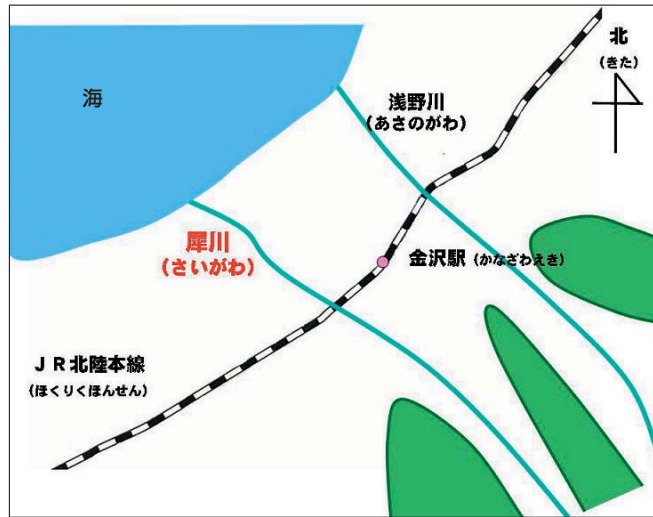 北
(きた)
海
浅野川
(あさのがわ)
犀川
(さいがわ)
金沢駅 (かなざわえき)
JR北陸本線
(ほくりくほんせん)